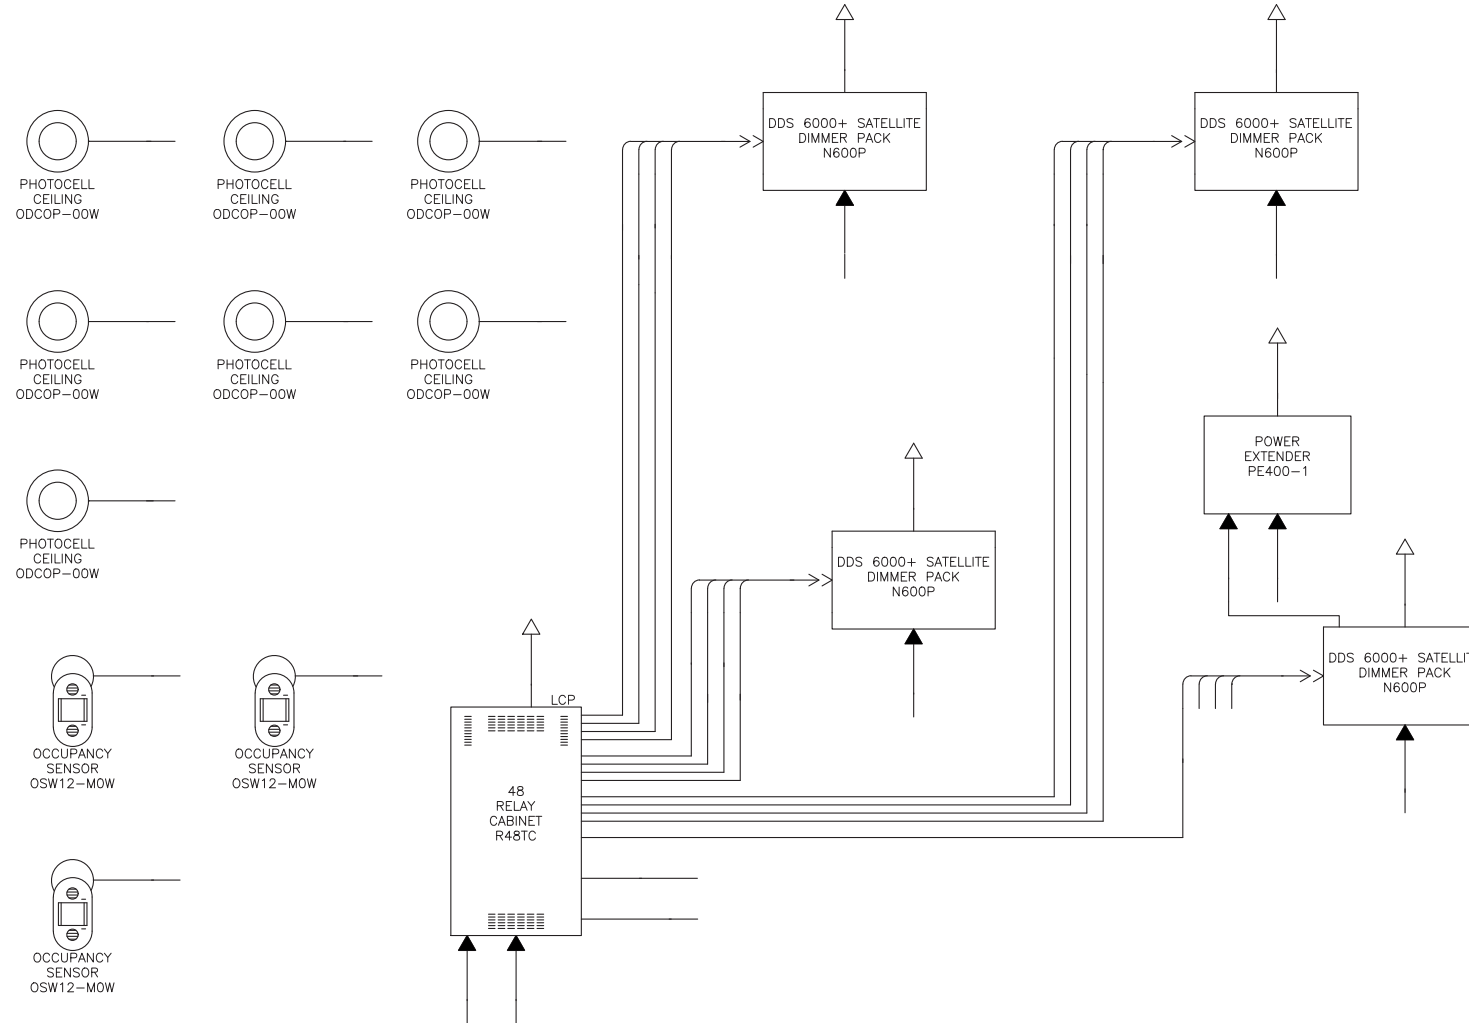 DDS 6000+ SATELLITE
DIMMER PACK
N600P
DDS 6000+ SATELLITE
DIMMER PACK
N600P
PHOTOCELL
CEILING
ODCOP-00W
PHOTOCELL
CEILING
ODCOP-00W
PHOTOCELL
CEILING
ODCOP-00W
PHOTOCELL
CEILING
ODCOP-00W
PHOTOCELL
CEILING
ODCOP-00W
PHOTOCELL
CEILING
ODCOP-00W
POWER
EXTENDER
PE400-1
PHOTOCELL
CEILING
ODCOP-00W
DDS 6000+ SATELLITE
DIMMER PACK
N600P
DDS 6000+ SATELLIT
DIMMER PACK
N600P
OCCUPANCY
SENSOR
OSW12-M0W
OCCUPANCY
SENSOR
OSW12-M0W
LCP
48
RELAY
CABINET
R48TC
OCCUPANCY
SENSOR
OSW12-M0W